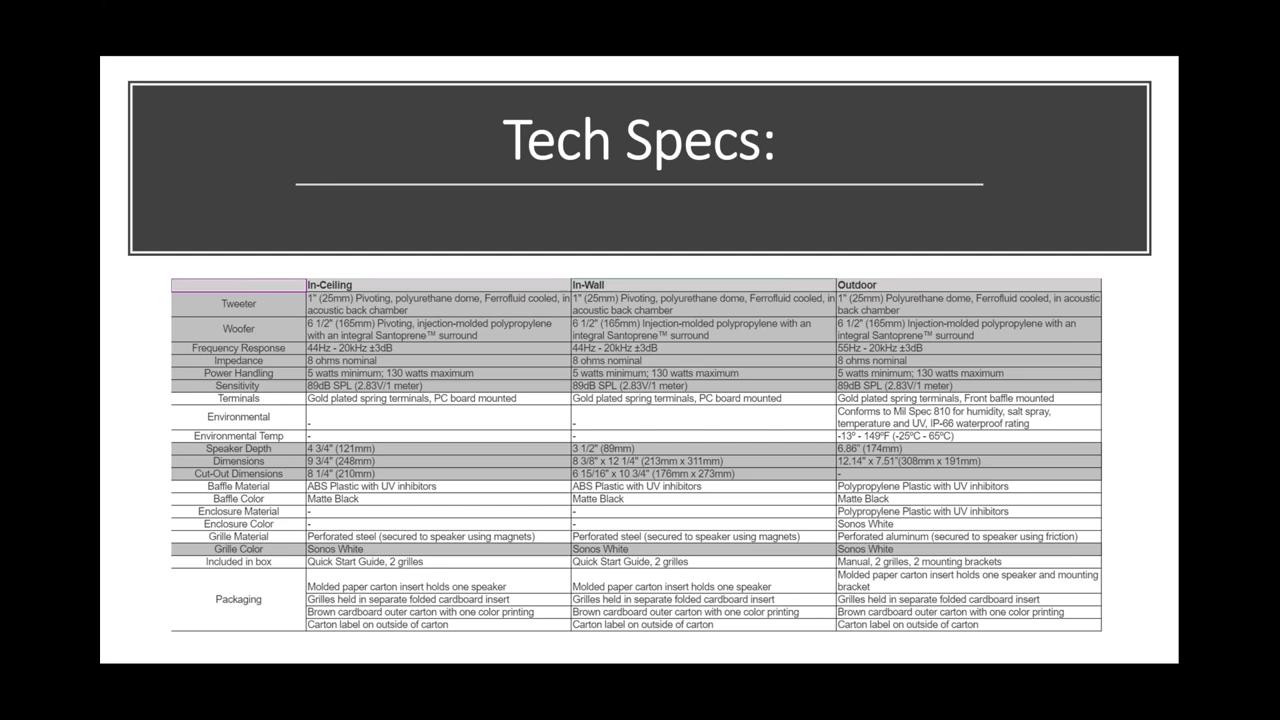 Tech Specs:
In-Ceiling In-Wall Outdoor
Tweeter 1" (25mm) Pivoting, polyurethane dome, Ferrofluid cooled, in acoustic back chamber 1" (25mm) Pivoting, polyurethane dome, Ferrofluid cooled, in acoustic back chamber 1" (25mm) Polyurethane dome, Ferrofluid cooled, in acoustic back chamber
Woofer 6 1/2" (165mm) Pivoting, injection-molded polypropylene with an integral Santoprene™ surround 6 1/2" (165mm) Injection-molded polypropylene with an integral Santoprene™ surround 6 1/2" (165mm) Injection-molded polypropylene with an integral Santoprene™ surround
Frequency Response 44Hz - 20kHz ±3dB 44Hz - 20kHz ±3dB 55Hz - 20kHz ±3dB
Impedance 8 ohms nominal 8 ohms nominal 8 ohms nominal
Power Handling 5 watts minimum; 130 watts maximum 5 watts minimum; 130 watts maximum 5 watts minimum; 130 watts maximum
Sensitivity 89dB SPL (2.83V/1 meter) 89dB SPL (2.83V/1 meter) 89dB SPL (2.83V/1 meter)
Terminals Gold plated spring terminals, PC board mounted Gold plated spring terminals, PC board mounted Gold plated spring terminals, Front baffle mounted
Environmental - - Conforms to Mil Spec 810 for humidity, salt spray, temperature and UV, IP-66 waterproof rating
Environmental Temp - - -13º - 149ºF (-25ºC - 65ºC)
Speaker Depth 4 3/4" (121mm) 3 1/2" (89mm) 6.86" (174mm)
Dimensions 9 3/4" (248mm) 8 3/8" x 12 1/4" (213mm x 311mm) 12.14" x 7.51"(308mm x 191mm)
Cut-Out Dimensions 8 1/4" (210mm) 6 15/16" x 10 3/4" (176mm x 273mm) -
Baffle Material ABS Plastic with UV inhibitors ABS Plastic with UV inhibitors Polypropylene Plastic with UV inhibitors
Baffle Color Matte Black Matte Black Matte Black
Enclosure Material - - Polypropylene Plastic with UV inhibitors
Enclosure Color - - Sonos White
Grille Material Perforated steel (secured to speaker using magnets) Perforated steel (secured to speaker using magnets) Perforated aluminum (secured to speaker using friction)
Grille Color Sonos White Sonos White Sonos White
Included in box Quick Start Guide, 2 grilles Quick Start Guide, 2 grilles Manual, 2 grilles, 2 mounting brackets
Packaging Molded paper carton insert holds one speaker Molded paper carton insert holds one speaker Molded paper carton insert holds one speaker and mounting bracket
Grilles held in separate folded cardboard insert Grilles held in separate folded cardboard insert Grilles held in separate folded cardboard insert
Brown cardboard outer carton with one color printing Brown cardboard outer carton with one color printing Brown cardboard outer carton with one color printing
Carton label on outside of carton Carton label on outside of carton Carton label on outside of carton